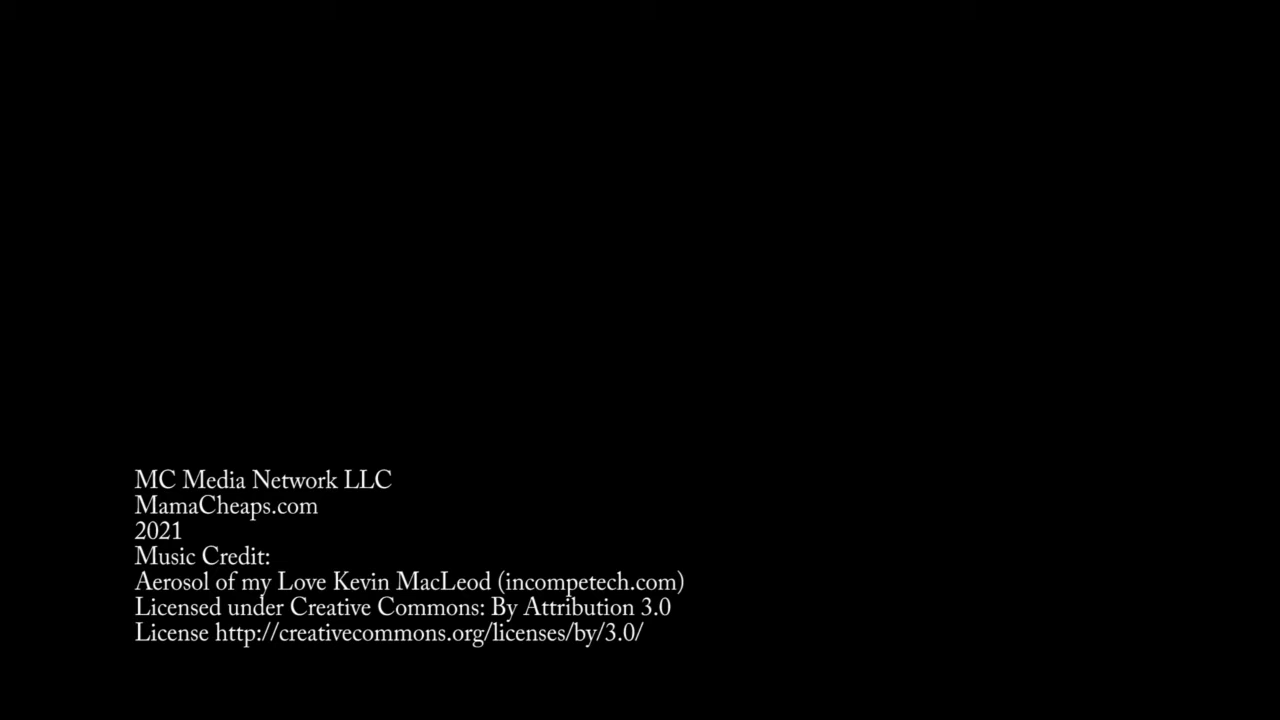 MC Media Network LLC
MamaCheaps.com
2021
Music Credit:
Aerosol of my Love Kevin MacLeod (incompetech.com)
Licensed under Creative Commons: By Attribution 3.0
License http://creativecommons.org/licenses/by/3.0/